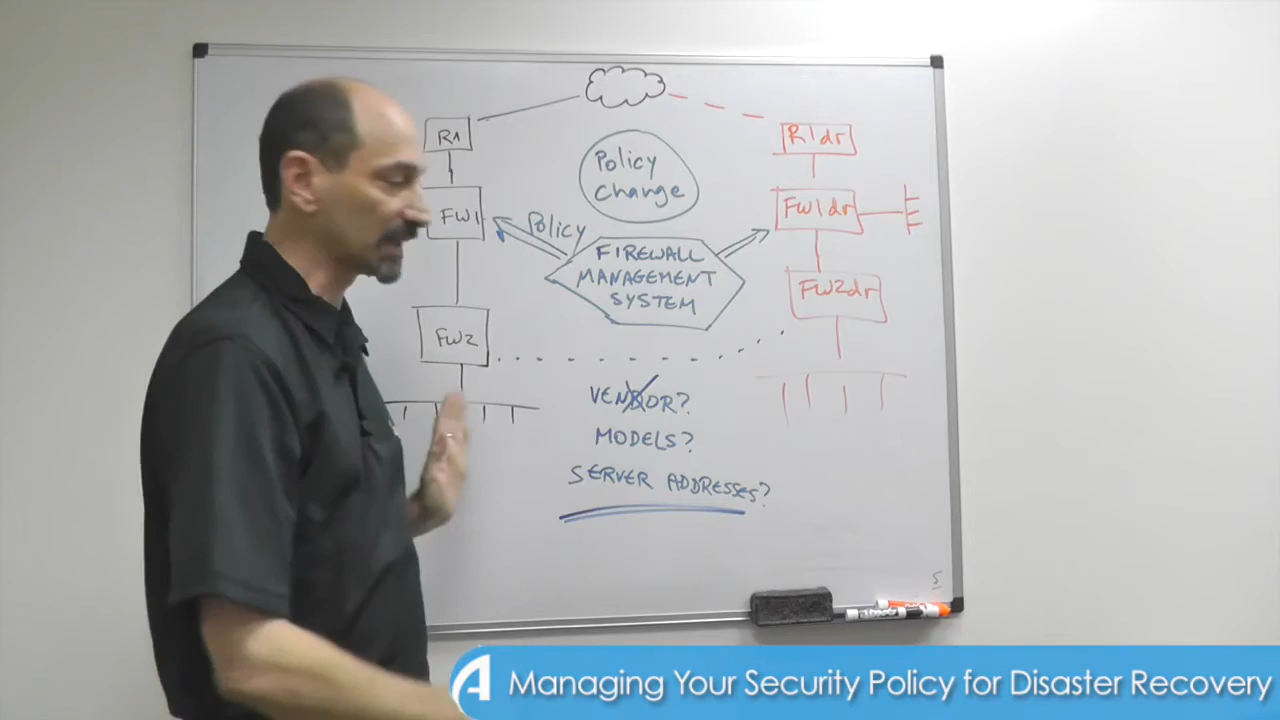 R1
R1dr
Policy
change
FW1
Policy
FW1dr
FIREWALL
MANAGEMENT
SYSTEM
FW2dr
FW2
VENDOR?
MODELS?
SERVER ADDRESSES?
5
Managing Your Security Policy for Disaster Recovery